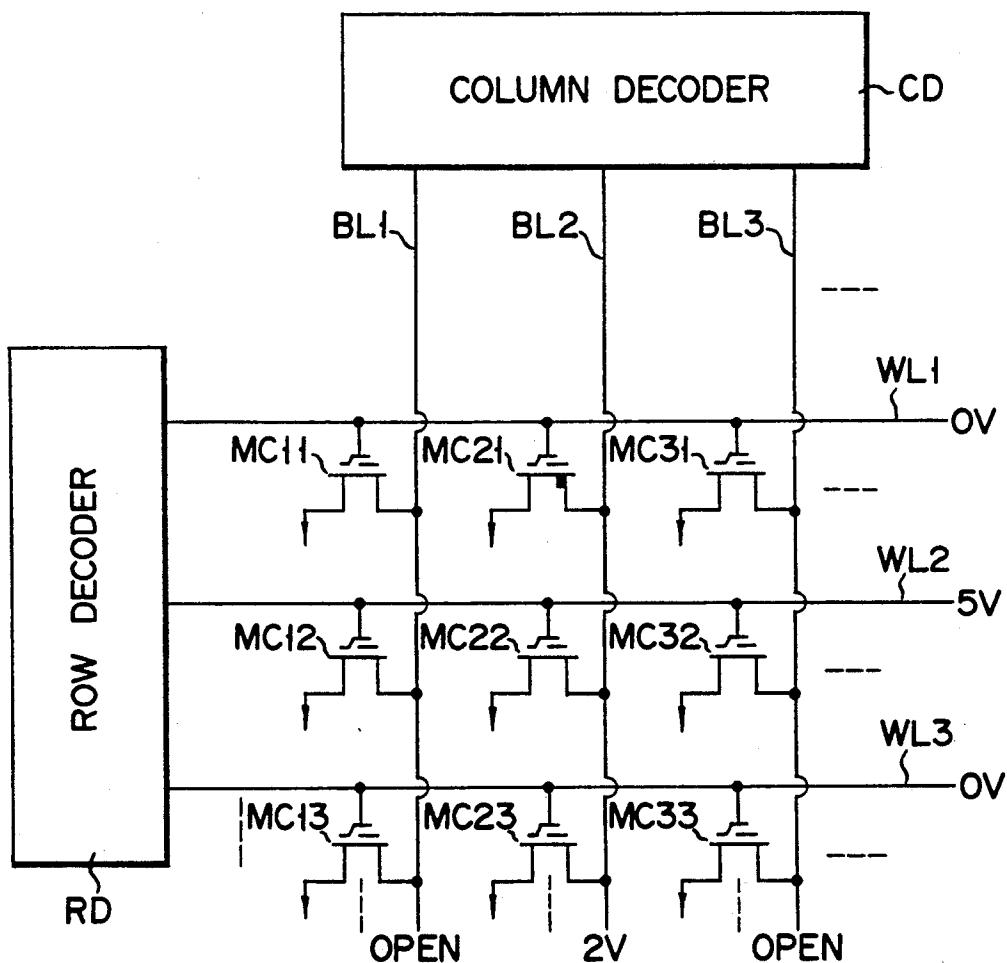 COLUMN DECODER
CD
BL1
BL2
BL3
WL1
0V
MC11
MC21
MC31
ROW DECODER
WL2
5V
MC12
MC22
MC32
WL3
0V
MC13
MC23
MC33
RD
OPEN
2V
OPEN